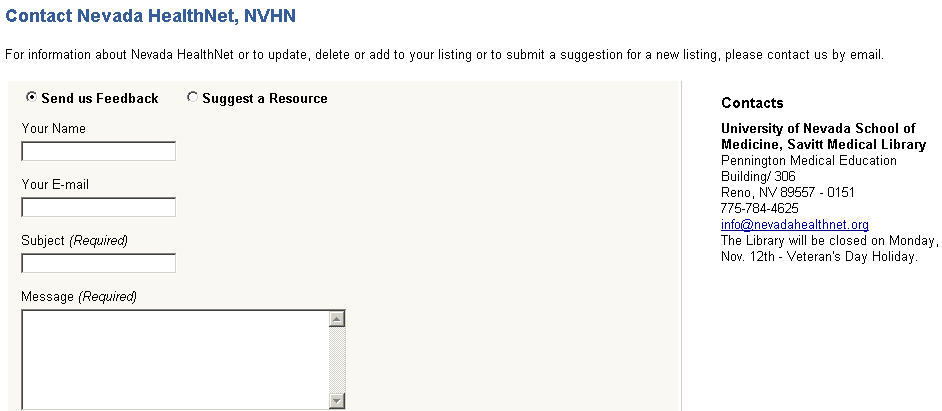 Contact Nevada HealthNet, NVHN
For information about Nevada HealthNet or to update, delete or add to your listing or to submit a suggestion for a new listing, please contact us by email.
Send us Feedback
Suggest a Resource
Your Name
Your E-mail
Subject (Required)
Message (Required)
Contacts
University of Nevada School of
Medicine, Savitt Medical Library
Pennington Medical Education
Building/ 306
Reno, NV 89557 - 0151
775-784-4625
info@nevadahealthnet.org
The Library will be closed on Monday,
Nov. 12th - Veteran's Day Holiday.